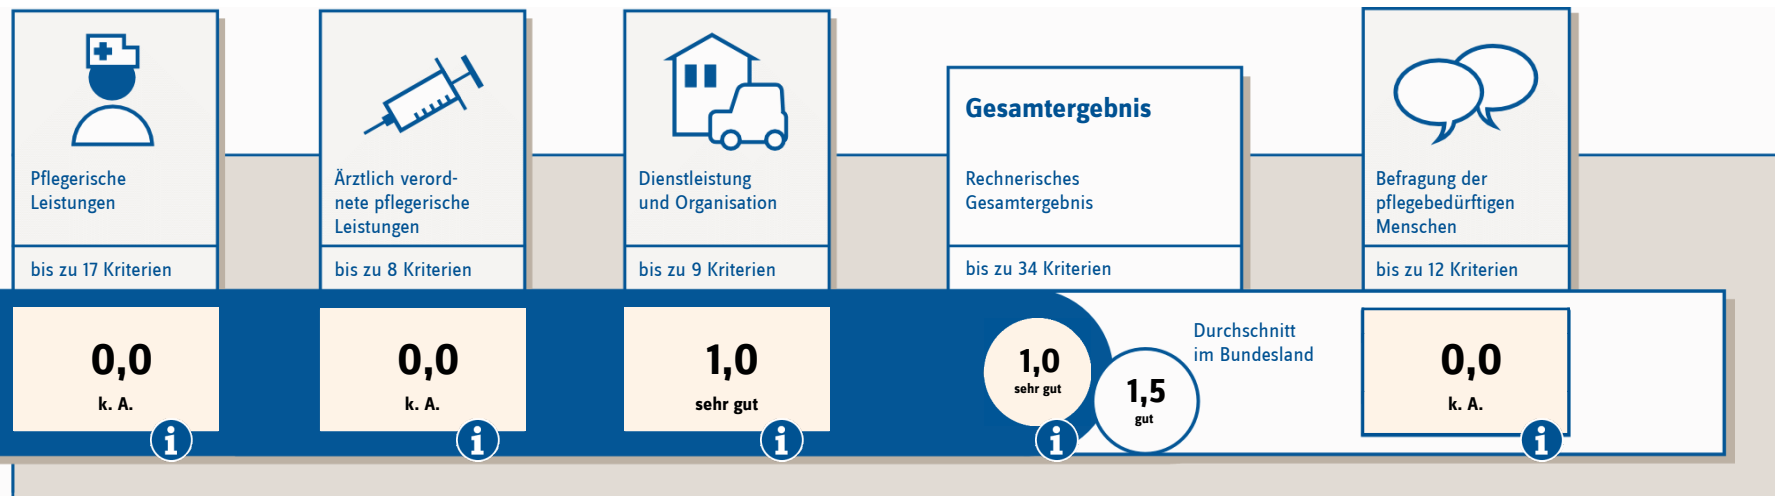 Pflegerische
Leistungen
bis zu 17 Kriterien
0,0
k. A.
Ärztlich verord-
nete pflegerische
Leistungen
bis zu 8 Kriterien
0,0
k. A.
Dienstleistung
und Organisation
bis zu 9 Kriterien
1,0
sehr gut
Gesamtergebnis
Rechnerisches
Gesamtergebnis
bis zu 34 Kriterien
1,0
sehr gut
1,5
gut
Durchschnitt
im Bundesland
Befragung der
pflegebedürftigen
Menschen
bis zu 12 Kriterien
0,0
k. A.